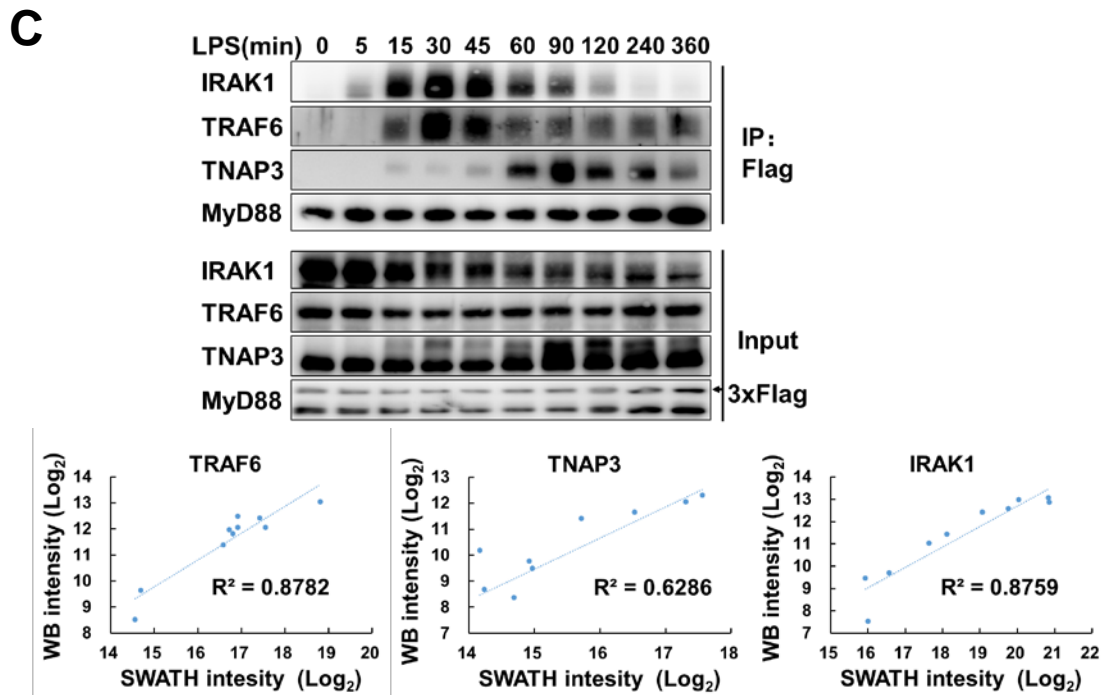 C
LPS(min) 0 5 15 30 45 60 90 120 240 360
IRAK1
TRAF6
TNAP3
MyD88
IP:
Flag
IRAK1
TRAF6
TNAP3
MyD88
Input
3xFlag
TRAF6
WB intensity (Log2)
14
13
12
11
10
9
8
R² = 0.8782
14 15 16 17 18 19 20
SWATH intesity (Log2)
TNAP3
WB intensity (Log2)
13
12
11
10
9
8
7
6
R² = 0.6286
14 15 16 17 18
SWATH intesity (Log2)
IRAK1
WB intensity (Log2)
14
13
12
11
10
9
8
7
R² = 0.8759
15 16 17 18 19 20 21 22
SWATH intesity (Log2)